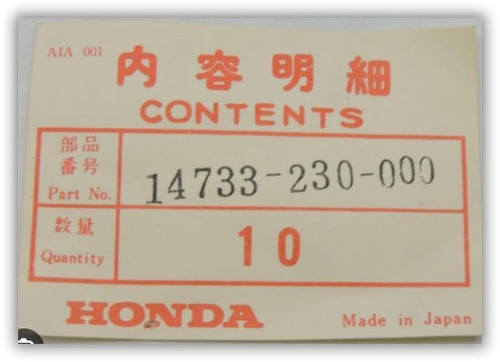 AIA 001
内容明細
CONTENTS
部品
番号
Part No.
14733-230-000
数量
Quantity
10
HONDA
Made in Japan